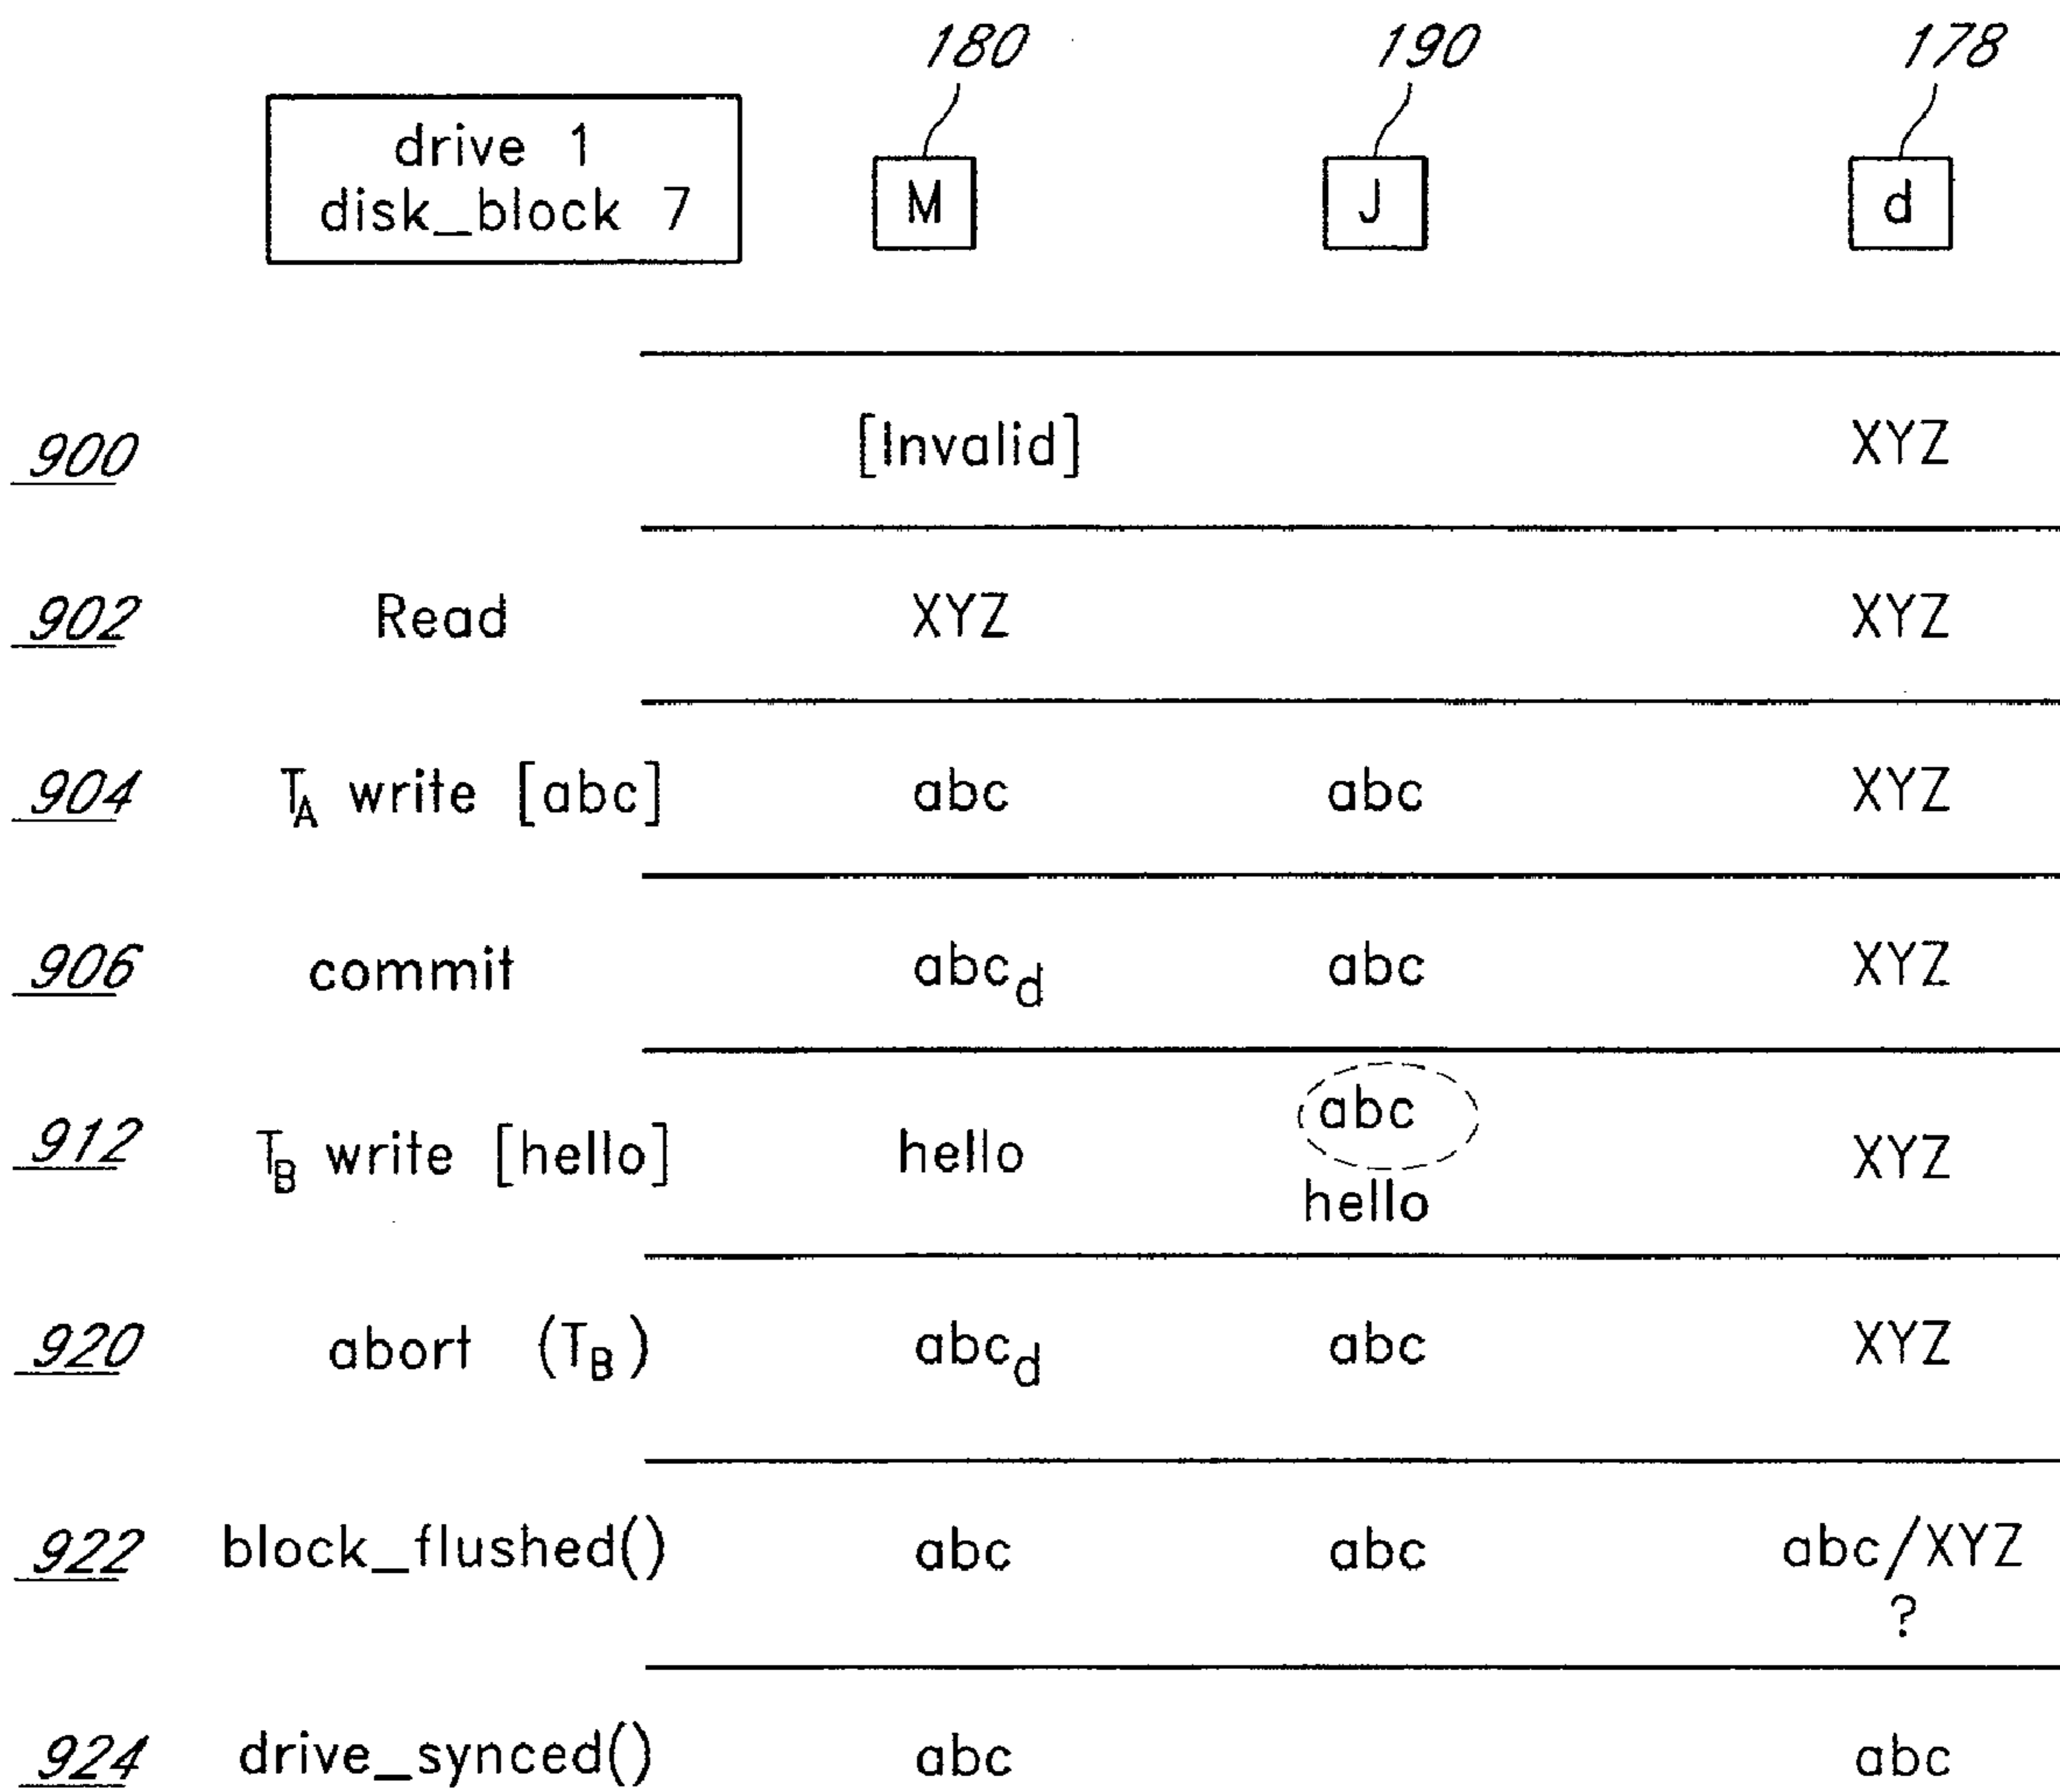 180 190 178
drive 1
disk_block 7
M J d
900 [Invalid] XYZ
902 Read XYZ XYZ
904 TA write [abc] abc abc XYZ
906 commit abcd abc XYZ
abc
912 TB write [hello] hello XYZ
hello
920 abort (TB) abcd abc XYZ
922 block_flushed() abc abc abc/XYZ
?
924 drive_synced() abc abc